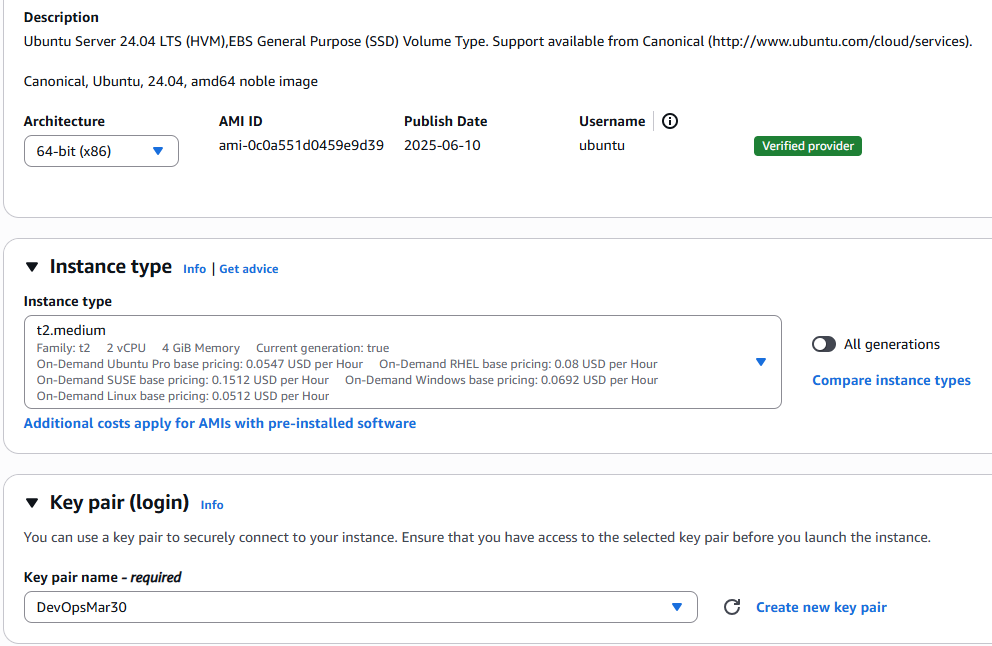 Description
Ubuntu Server 24.04 LTS (HVM),EBS General Purpose (SSD) Volume Type. Support available from Canonical (http://www.ubuntu.com/cloud/services).
Canonical, Ubuntu, 24.04, amd64 noble image
Architecture AMI ID Publish Date Username
64-bit (x86) ami-0c0a551d0459e9d39 2025-06-10 ubuntu Verified provider
Instance type Info | Get advice
Instance type
t2.medium
Family: t2 2 vCPU 4 GiB Memory Current generation: true
On-Demand Ubuntu Pro base pricing: 0.0547 USD per Hour On-Demand RHEL base pricing: 0.08 USD per Hour
On-Demand SUSE base pricing: 0.1512 USD per Hour On-Demand Windows base pricing: 0.0692 USD per Hour
On-Demand Linux base pricing: 0.0512 USD per Hour
All generations
Compare instance types
Additional costs apply for AMIs with pre-installed software
Key pair (login) Info
You can use a key pair to securely connect to your instance. Ensure that you have access to the selected key pair before you launch the instance.
Key pair name - required
DevOpsMar30 Create new key pair